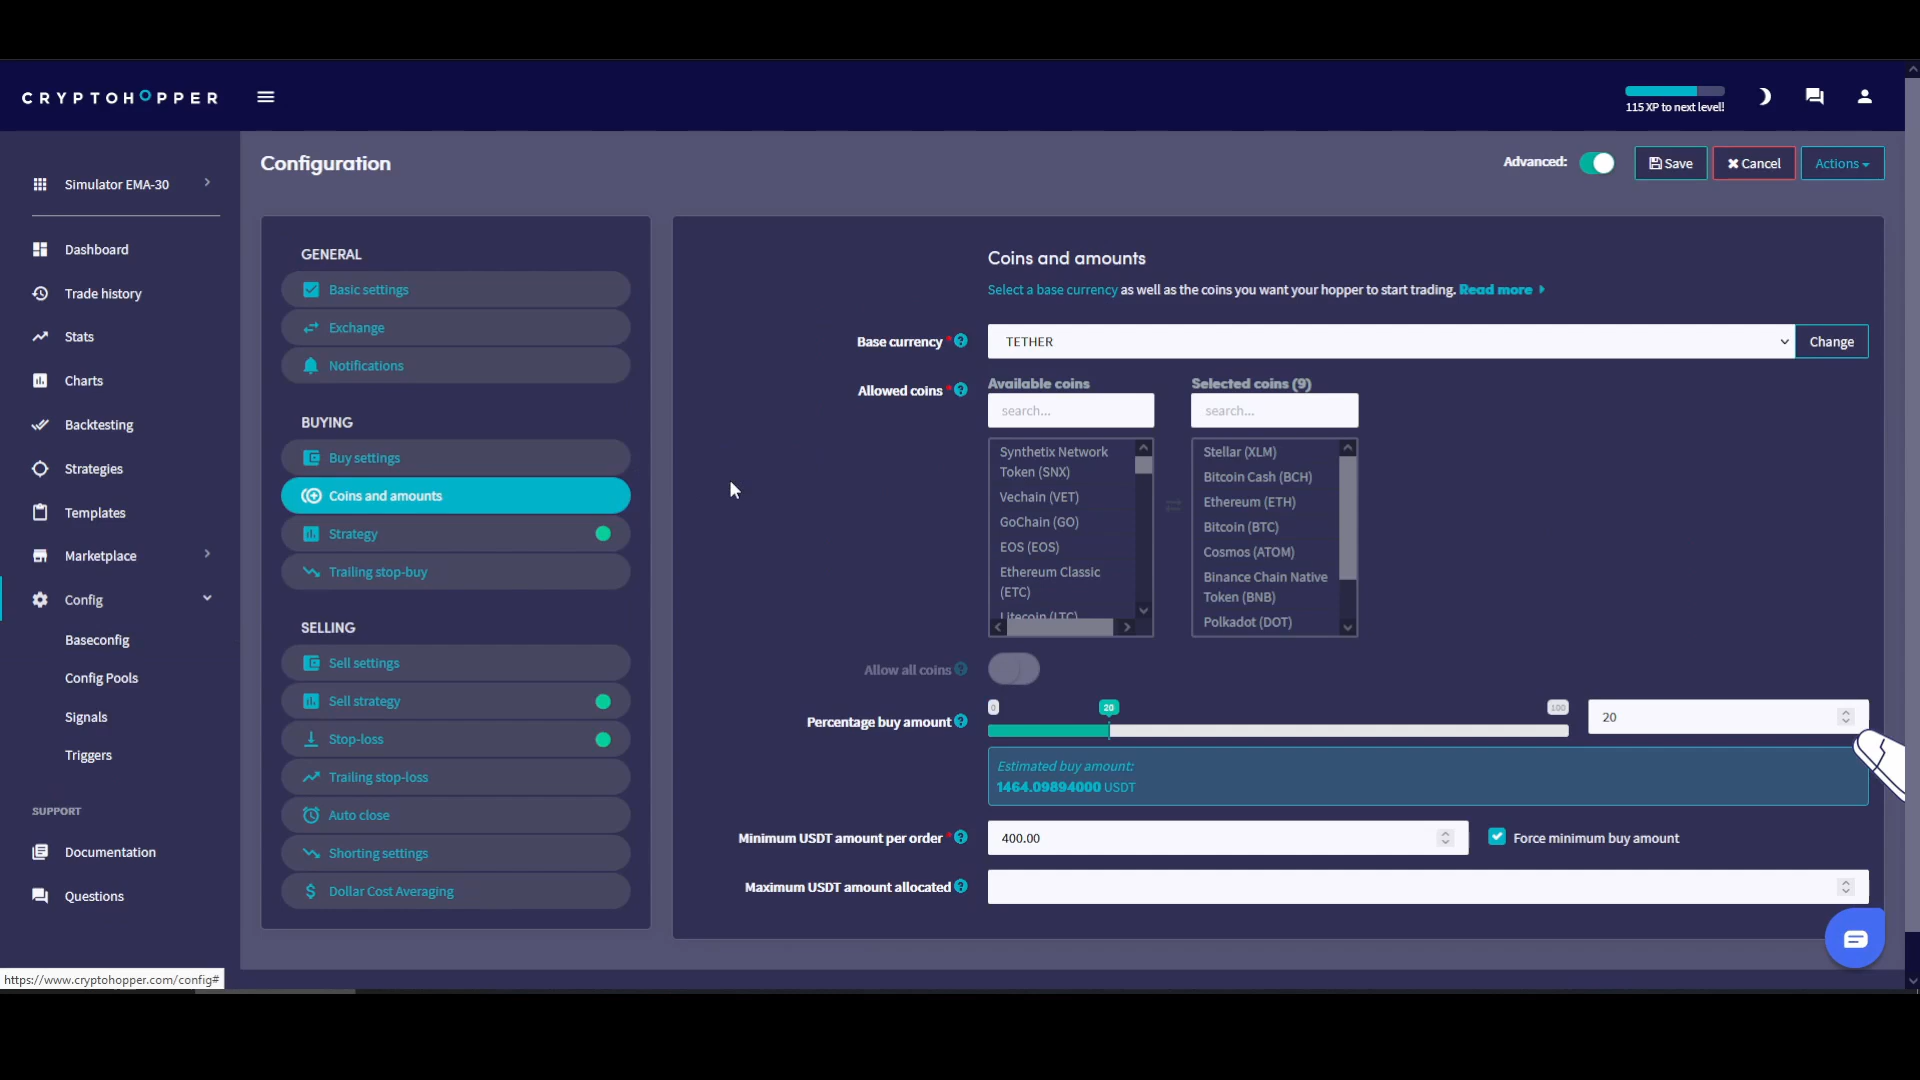 CRYPTOHOPPER
115 XP to next level!
Simulator EMA-30
Dashboard
Trade history
Stats
Charts
Backtesting
Strategies
Templates
Marketplace
Config
Baseconfig
Config Pools
Signals
Triggers
SUPPORT
Documentation
Questions
Configuration
Advanced:
Save
Cancel
Actions
GENERAL
Basic settings
Exchange
Notifications
BUYING
Buy settings
Coins and amounts
Strategy
Trailing stop-buy
SELLING
Sell settings
Sell strategy
Stop-loss
Trailing stop-loss
Auto close
Shorting settings
Dollar Cost Averaging
Coins and amounts
Select a base currency as well as the coins you want your hopper to start trading. Read more
Base currency * ?
TETHER
Change
Allowed coins * ?
Available coins
search...
Synthetix Network
Token (SNX)
Vechain (VET)
GoChain (GO)
EOS (EOS)
Ethereum Classic
(ETC)
Litecoin (LTC)
Selected coins (9)
search...
Stellar (XLM)
Bitcoin Cash (BCH)
Ethereum (ETH)
Bitcoin (BTC)
Cosmos (ATOM)
Binance Chain Native
Token (BNB)
Polkadot (DOT)
Allow all coins ?
Percentage buy amount ?
0
20
100
20
Estimated buy amount:
1464.09894000 USDT
Minimum USDT amount per order * ?
400.00
Force minimum buy amount
Maximum USDT amount allocated ?
https://www.cryptohopper.com/config#